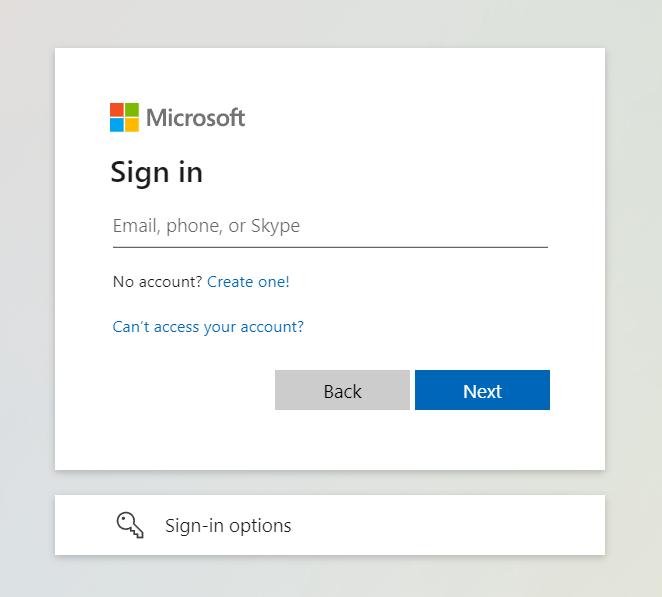 Microsoft
Sign in
Email, phone, or Skype
No account? Create one!
Can't access your account?
Back Next
Sign-in options